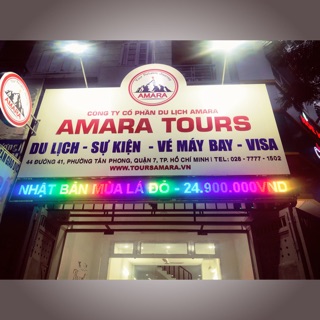 AMARA
CÔNG TY CỔ PHẦN DU LỊCH AMARA
AMARA TOURS
DU LỊCH - SỰ KIỆN - VÉ MÁY BAY - VISA
44 ĐƯỜNG 41, PHƯỜNG TÂN PHONG, QUẬN 7, TP. HỒ CHÍ MINH | TEL: 028 - 7777 - 1502
WWW.TOURSAMARA.VN
NHẬT BẢN MÙA LÁ ĐỎ - 24.900.000VND
AMARA